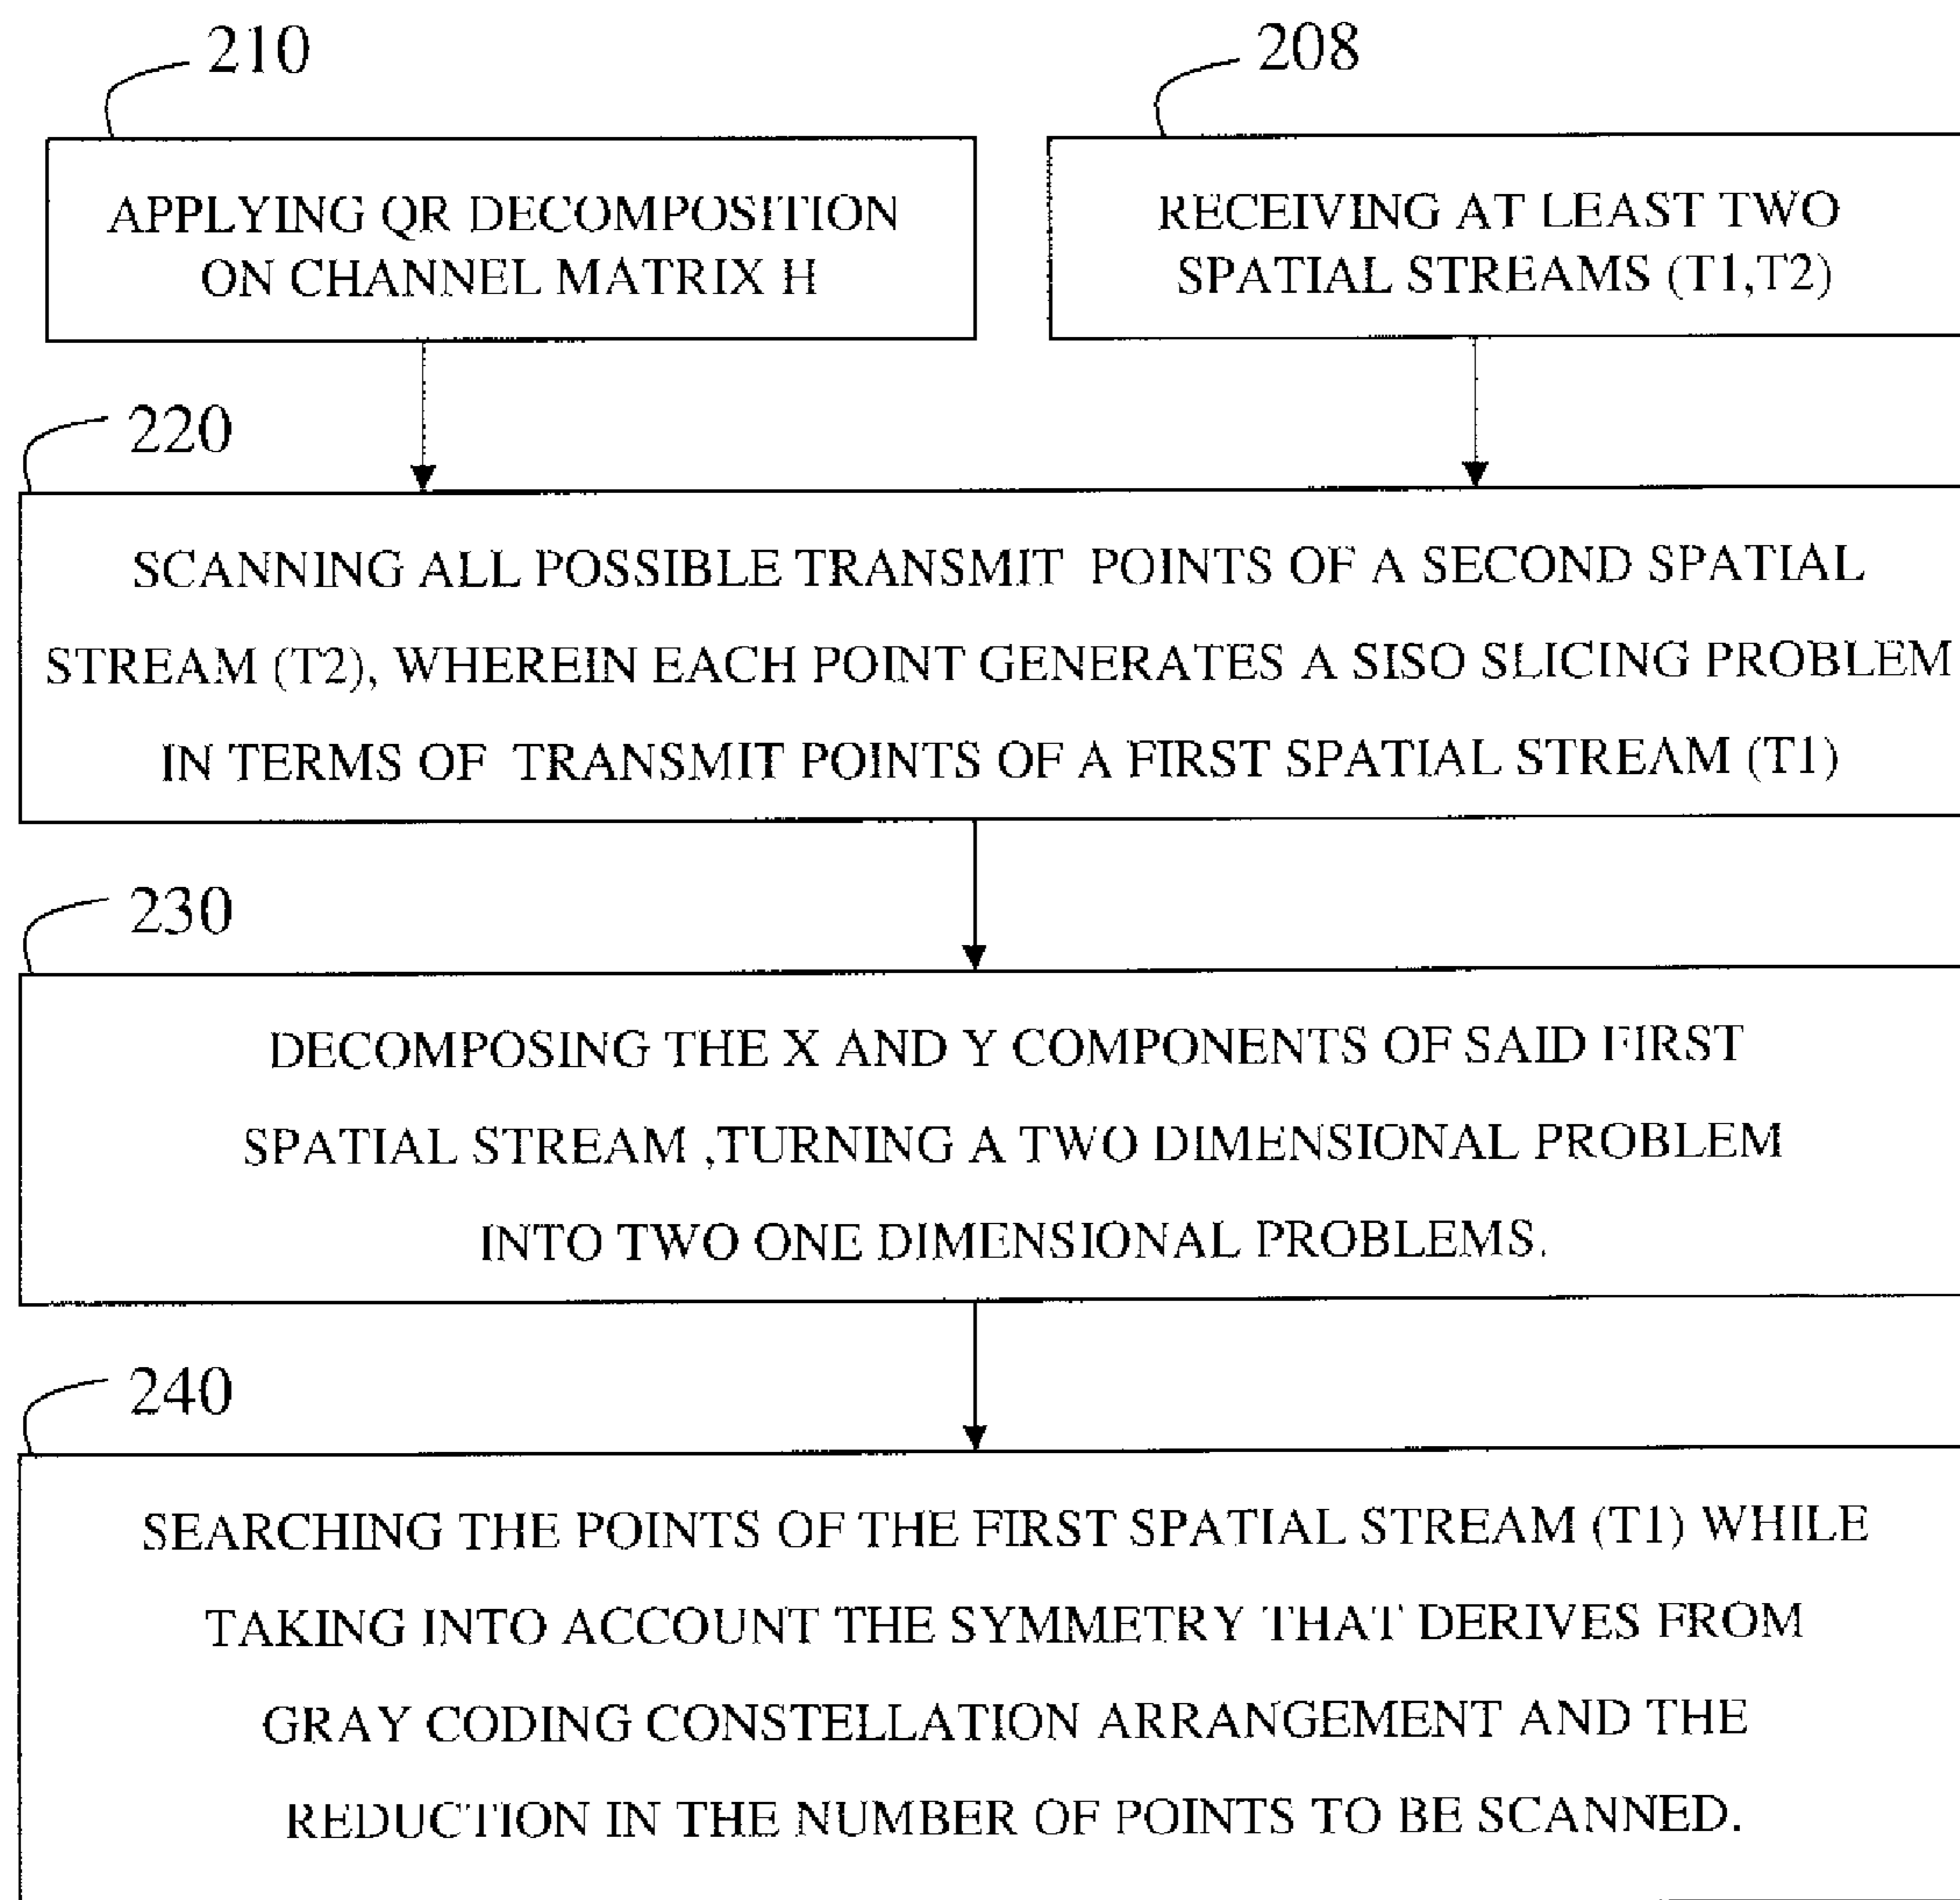 210
208
APPLYING QR DECOMPOSITION
ON CHANNEL MATRIX H
RECEIVING AT LEAST TWO
SPATIAL STREAMS (T1,T2)
220
SCANNING ALL POSSIBLE TRANSMIT POINTS OF A SECOND SPATIAL
STREAM (T2), WHEREIN EACH POINT GENERATES A SISO SLICING PROBLEM
IN TERMS OF TRANSMIT POINTS OF A FIRST SPATIAL STREAM (T1)
230
DECOMPOSING THE X AND Y COMPONENTS OF SAID FIRST
SPATIAL STREAM ,TURNING A TWO DIMENSIONAL PROBLEM
INTO TWO ONE DIMENSIONAL PROBLEMS.
240
SEARCHING THE POINTS OF THE FIRST SPATIAL STREAM (T1) WHILE
TAKING INTO ACCOUNT THE SYMMETRY THAT DERIVES FROM
GRAY CODING CONSTELLATION ARRANGEMENT AND THE
REDUCTION IN THE NUMBER OF POINTS TO BE SCANNED.